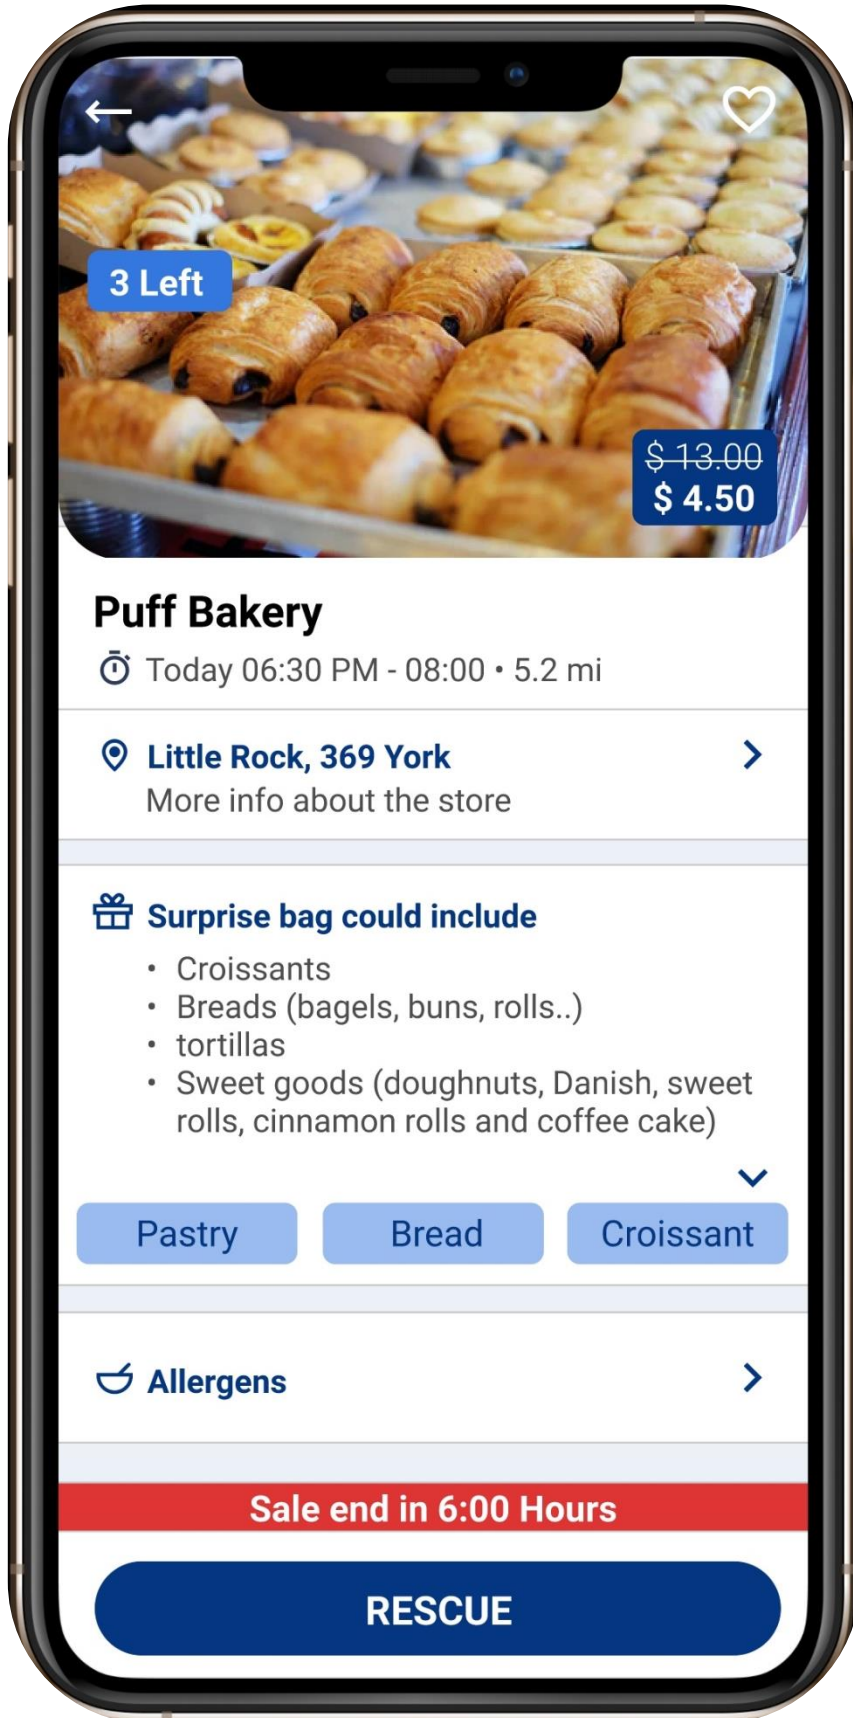 3 Left
$ 13.00
$ 4.50
Puff Bakery
Today 06:30 PM - 08:00 • 5.2 mi
Little Rock, 369 York
More info about the store
Surprise bag could include
• Croissants
• Breads (bagels, buns, rolls..)
• tortillas
• Sweet goods (doughnuts, Danish, sweet
rolls, cinnamon rolls and coffee cake)
Pastry Bread Croissant
Allergens
Sale end in 6:00 Hours
RESCUE